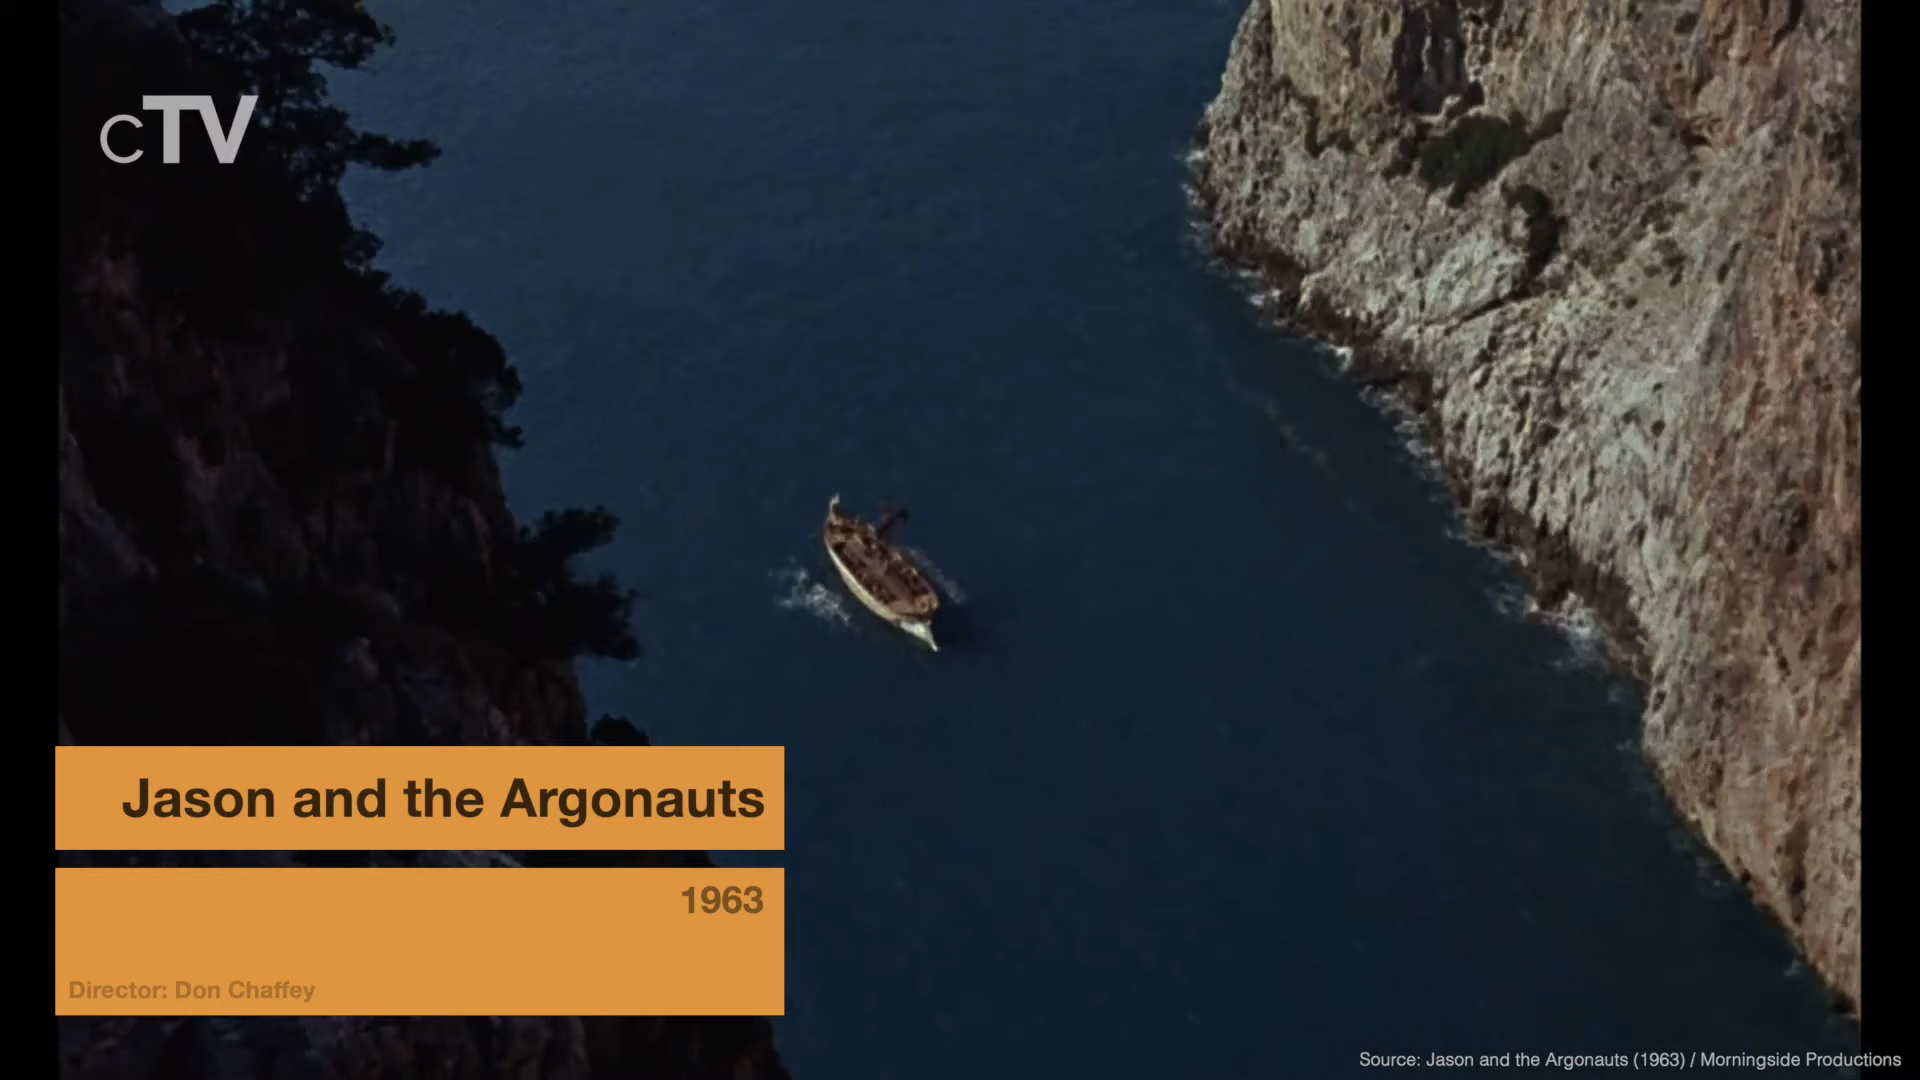 cTV
Jason and the Argonauts
1963
Director: Don Chaffey
Source: Jason and the Argonauts (1963) / Morningside Productions